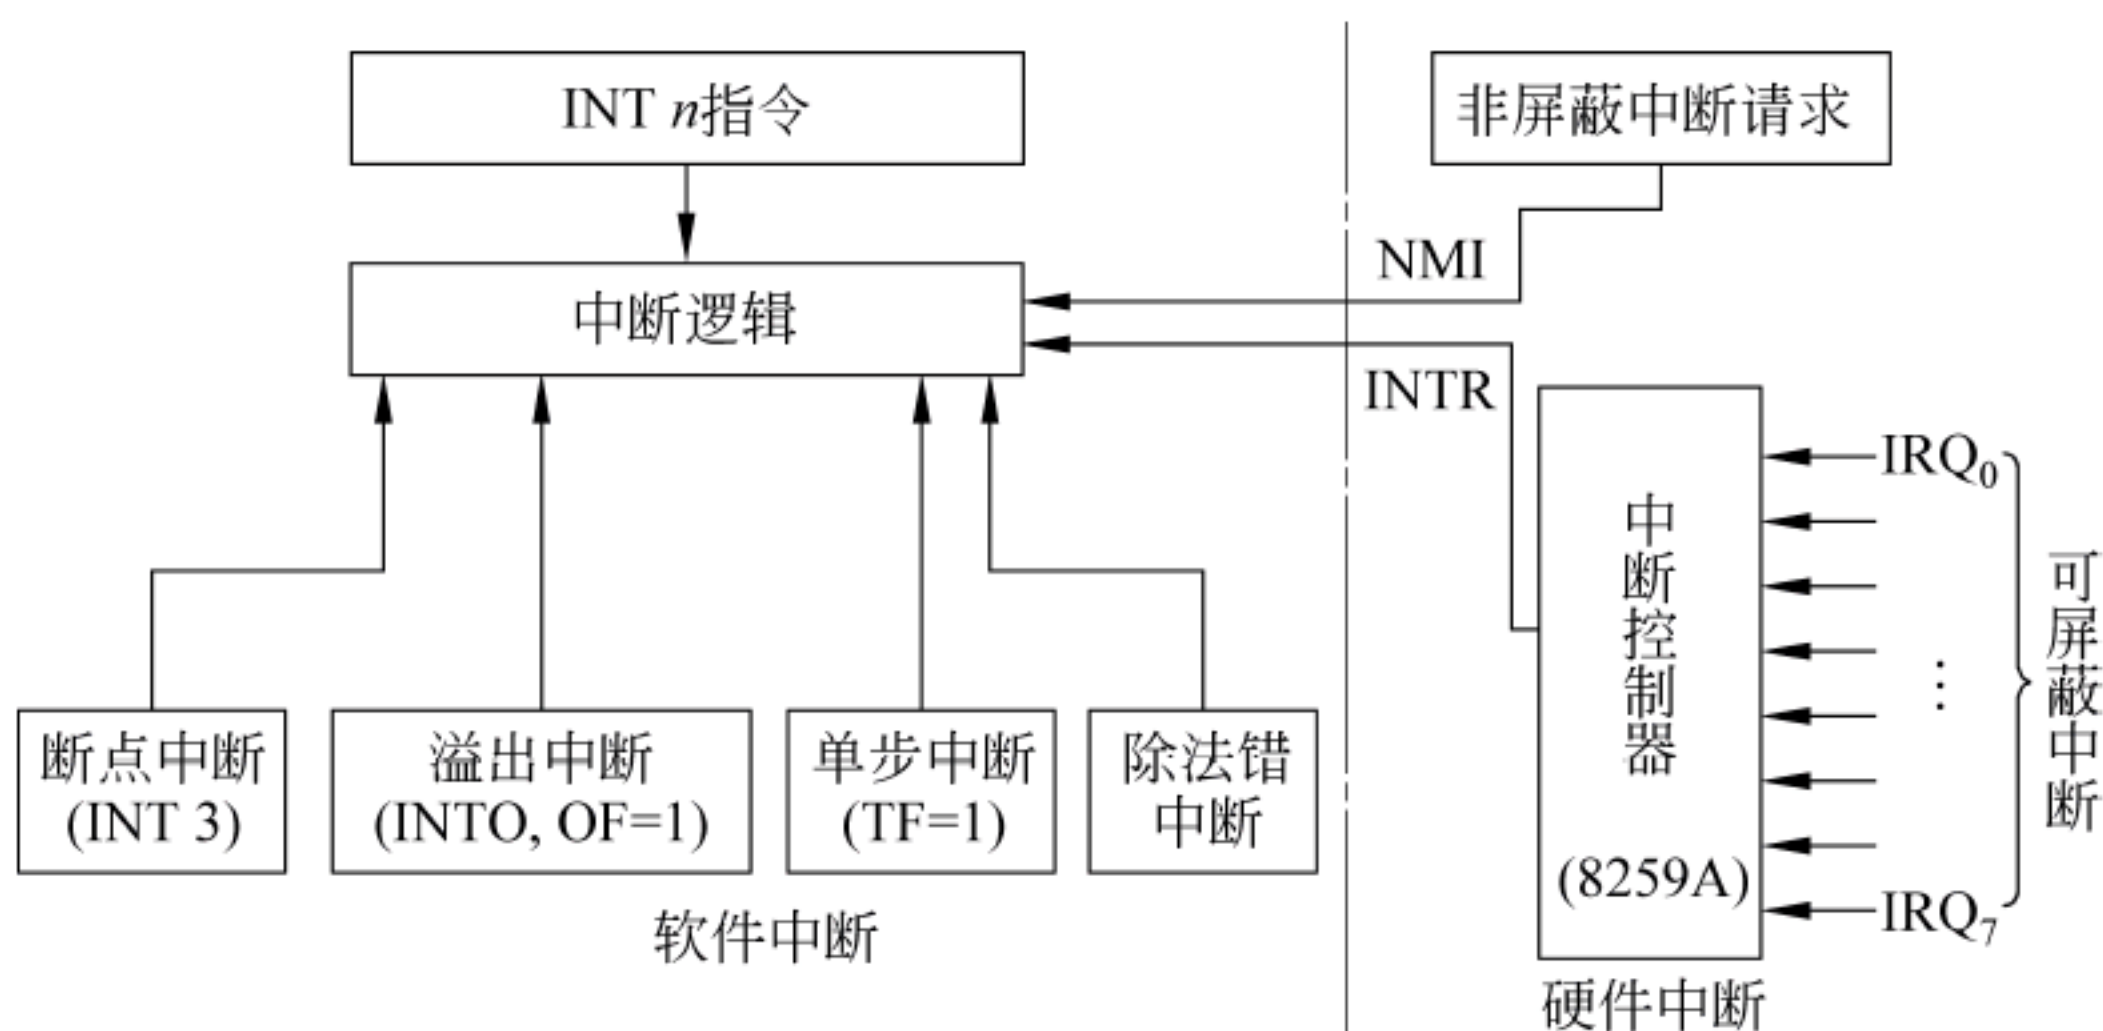 INT n指令
非屏蔽中断请求
NMI
中断逻辑
INTR
IRQ₀
中断控制器
(8259A)
⋮
可屏蔽中断
IRQ₇
断点中断
(INT 3)
溢出中断
(INTO, OF=1)
单步中断
(TF=1)
除法错
中断
软件中断
硬件中断